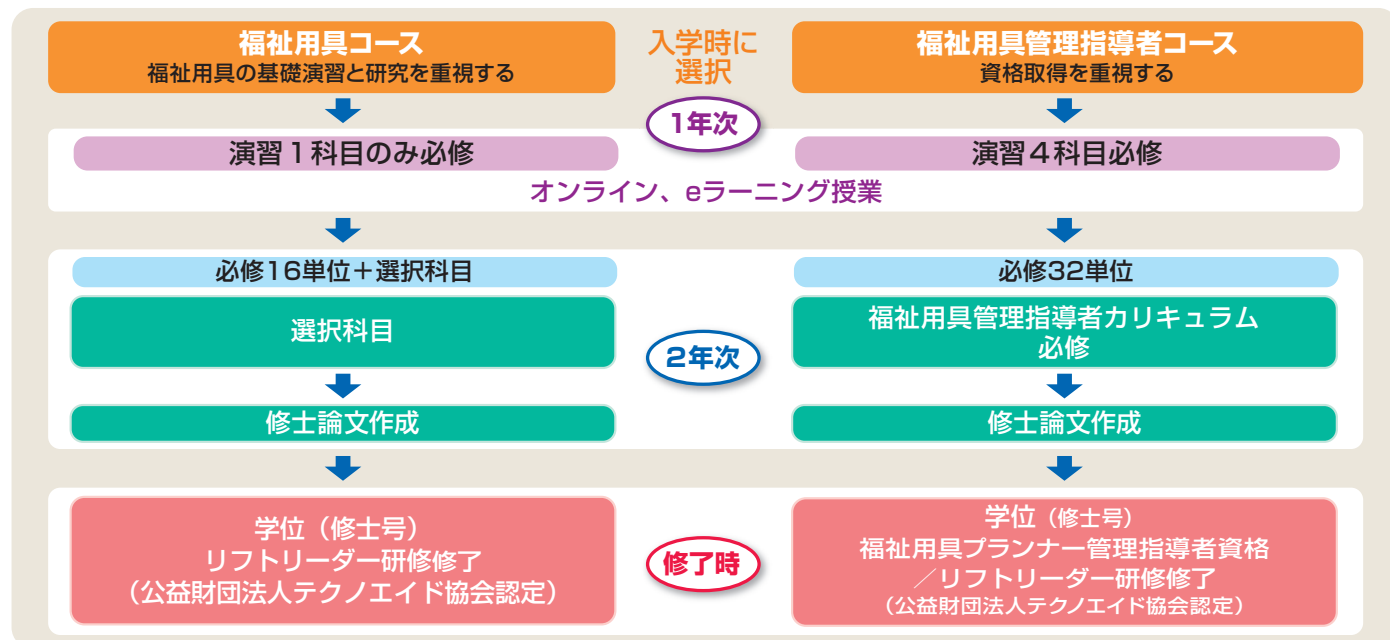 福祉用具コース
福祉用具の基礎演習と研究を重視する
入学時に
選択
福祉用具管理指導者コース
資格取得を重視する
1年次
演習1科目のみ必修
演習4科目必修
オンライン、eラーニング授業
必修16単位+選択科目
必修32単位
選択科目
2年次
福祉用具管理指導者カリキュラム
必修
修士論文作成
修士論文作成
学位（修士号）
リフトリーダー研修修了
（公益財団法人テクノエイド協会認定）
修了時
学位（修士号）
福祉用具プランナー管理指導者資格
／リフトリーダー研修修了
（公益財団法人テクノエイド協会認定）